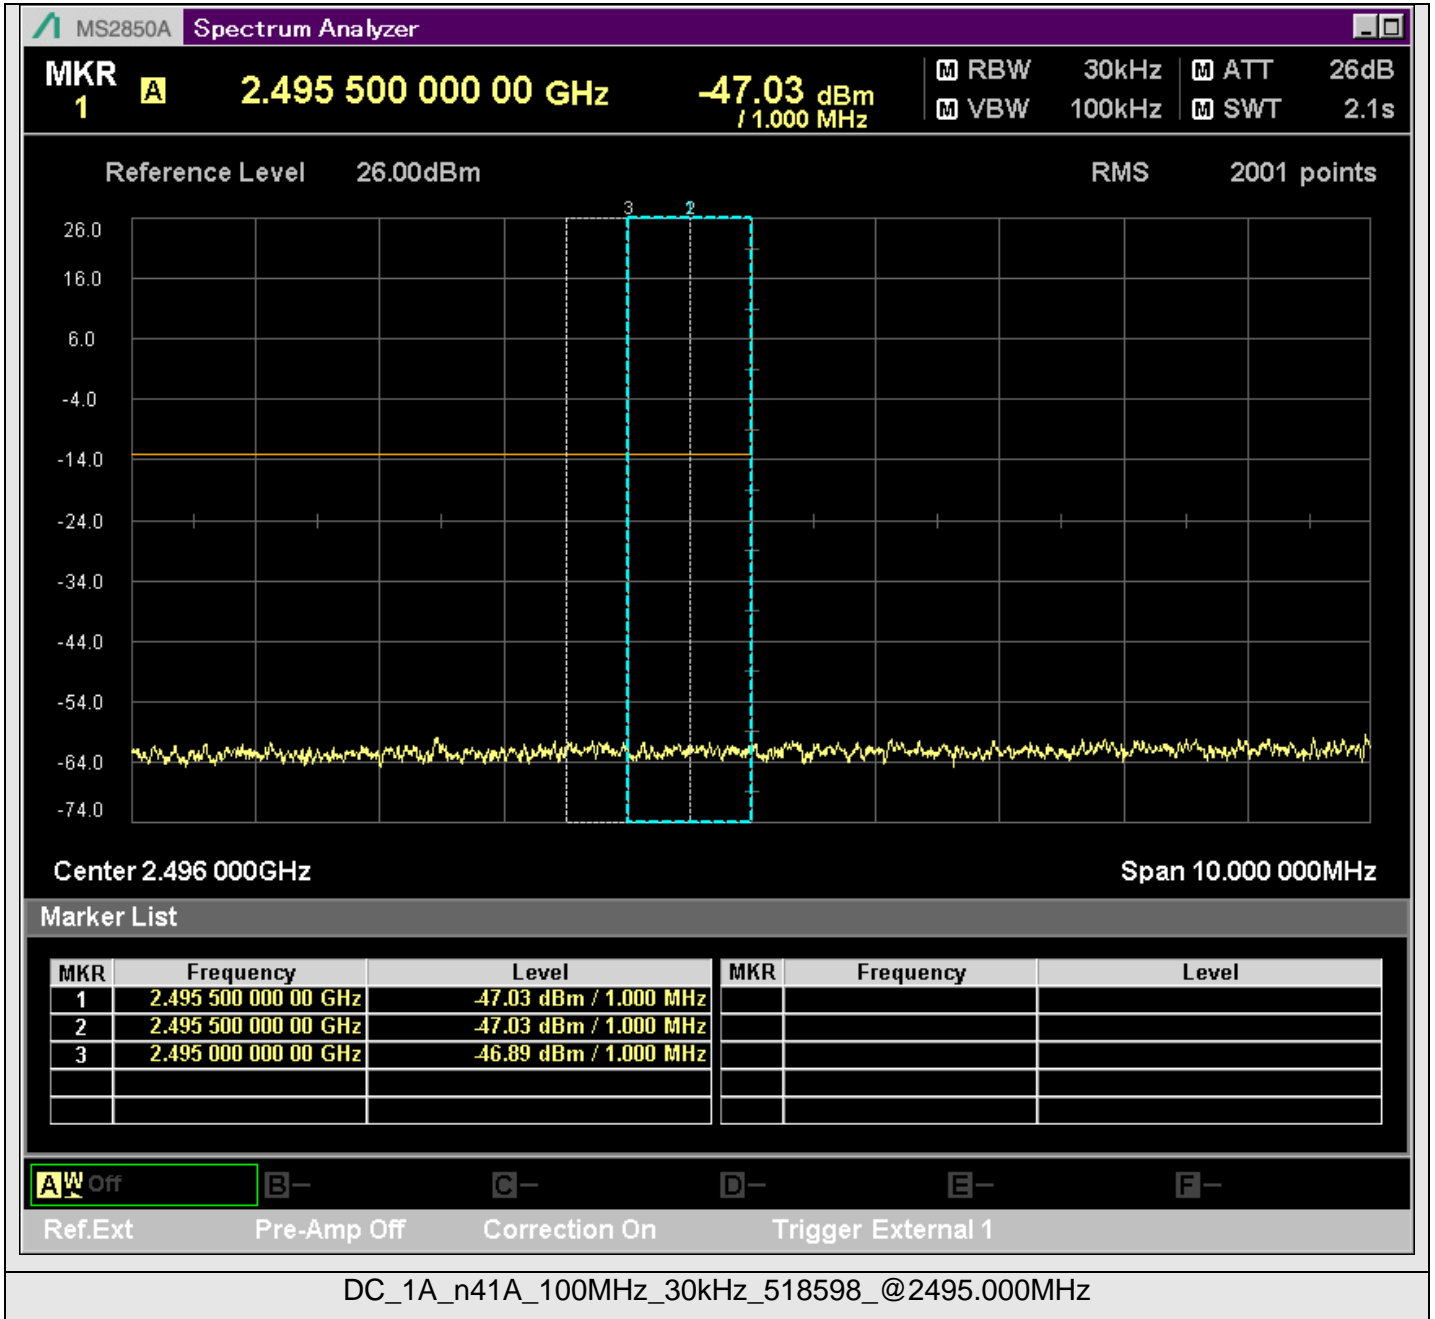 MS2850A Spectrum Analyzer
MKR 1 A 2.495 500 000 00 GHz -47.03 dBm / 1.000 MHz
M RBW 30kHz M ATT 26dB
M VBW 100kHz M SWT 2.1s
Reference Level 26.00dBm RMS 2001 points
3 2
26.0
16.0
6.0
-4.0
-14.0
-24.0
-34.0
-44.0
-54.0
-64.0
-74.0
Center 2.496 000GHz Span 10.000 000MHz
Marker List
MKR Frequency Level MKR Frequency Level
1 2.495 500 000 00 GHz -47.03 dBm / 1.000 MHz
2 2.495 500 000 00 GHz -47.03 dBm / 1.000 MHz
3 2.495 000 000 00 GHz -46.89 dBm / 1.000 MHz
A W Off B – C – D – E – F –
Ref.Ext Pre-Amp Off Correction On Trigger External 1
DC_1A_n41A_100MHz_30kHz_518598_@2495.000MHz